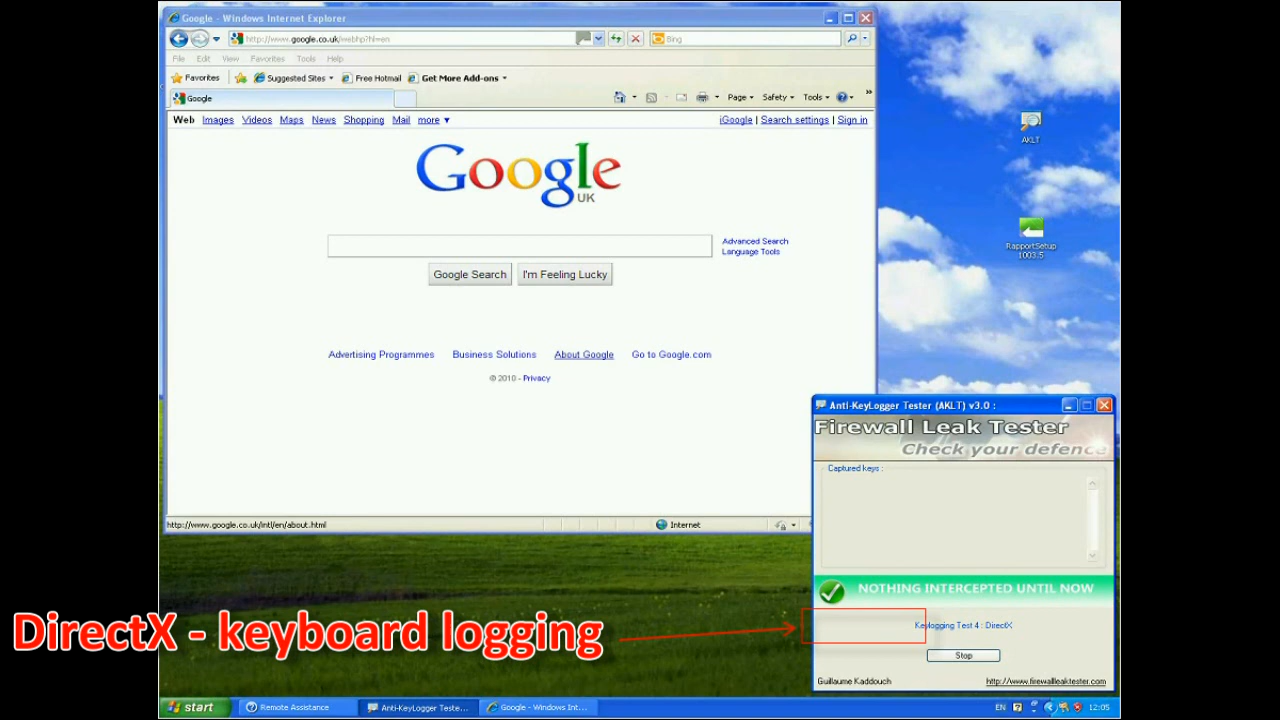 Google - Windows Internet Explorer
http://www.google.co.uk/webhp?hl=en
Bing
File Edit View Favorites Tools Help
Favorites Suggested Sites Free Hotmail Get More Add-ons
Google
Page Safety Tools
Web Images Videos Maps News Shopping Mail more
iGoogle | Search settings | Sign in
Google
UK
Advanced Search
Language Tools
Google Search I'm Feeling Lucky
Advertising Programmes Business Solutions About Google Go to Google.com
© 2010 - Privacy
http://www.google.co.uk/intl/en/about.html
Internet
AKLT
RapportSetup
1003.5
Anti-KeyLogger Tester (AKLT) v3.0 :
Firewall Leak Tester
Check your defence
Captured keys :
NOTHING INTERCEPTED UNTIL NOW
Keylogging Test 4 : DirectX
Stop
Guillaume Kaddouch
http://www.firewallleaktester.com
DirectX - keyboard logging
start
Remote Assistance
Anti-KeyLogger Teste...
Google - Windows Int...
EN
12:05